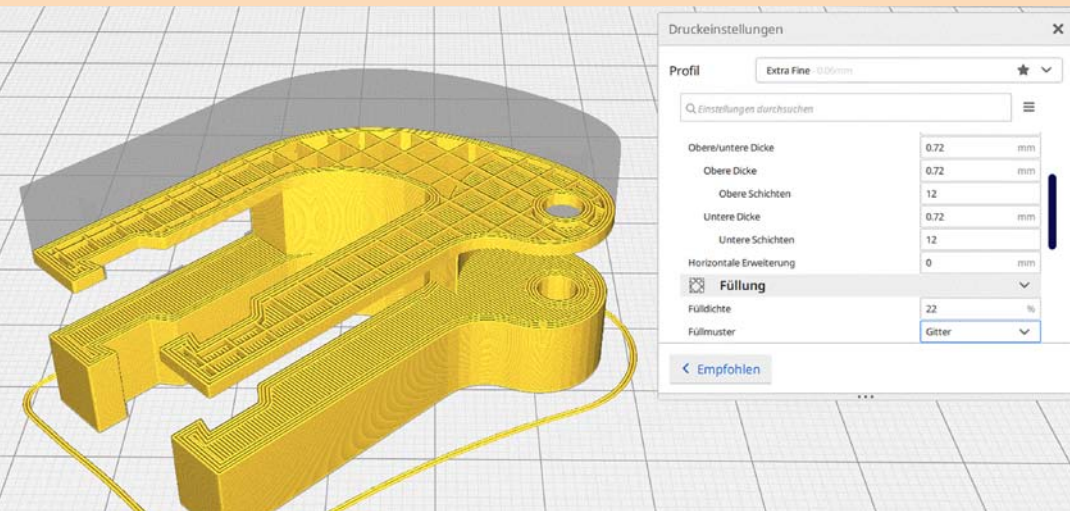 Druckeinstellungen
Profil Extra Fine - 0.06mm
Einstellungen durchsuchen
Obere/untere Dicke 0.72 mm
Obere Dicke 0.72 mm
Obere Schichten 12
Untere Dicke 0.72 mm
Untere Schichten 12
Horizontale Erweiterung 0 mm
Füllung
Fülldichte 22 %
Füllmuster Gitter
< Empfohlen